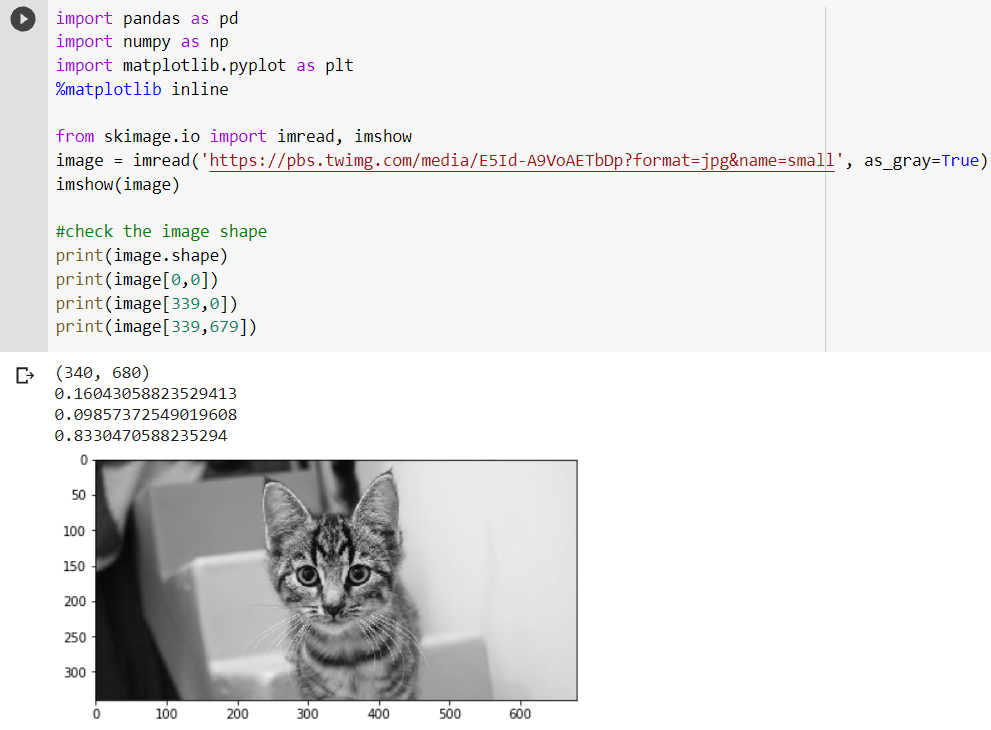 import pandas as pd
import numpy as np
import matplotlib.pyplot as plt
%matplotlib inline
from skimage.io import imread, imshow
image = imread('https://pbs.twimg.com/media/E5Id-A9VoAETbDp?format=jpg&name=small', as_gray=True)
imshow(image)
#check the image shape
print(image.shape)
print(image[0,0])
print(image[339,0])
print(image[339,679])
(340, 680)
0.16043058823529413
0.09857372549019608
0.8330470588235294
0
50
100
150
200
250
300
0 100 200 300 400 500 600